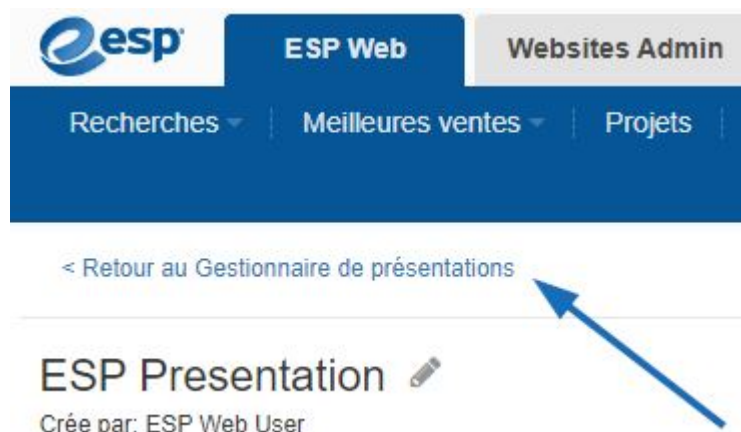 esp ESP Web Websites Admin
Recherches Meilleures ventes Projets
< Retour au Gestionnaire de présentations
ESP Presentation
Crée par: ESP Web User